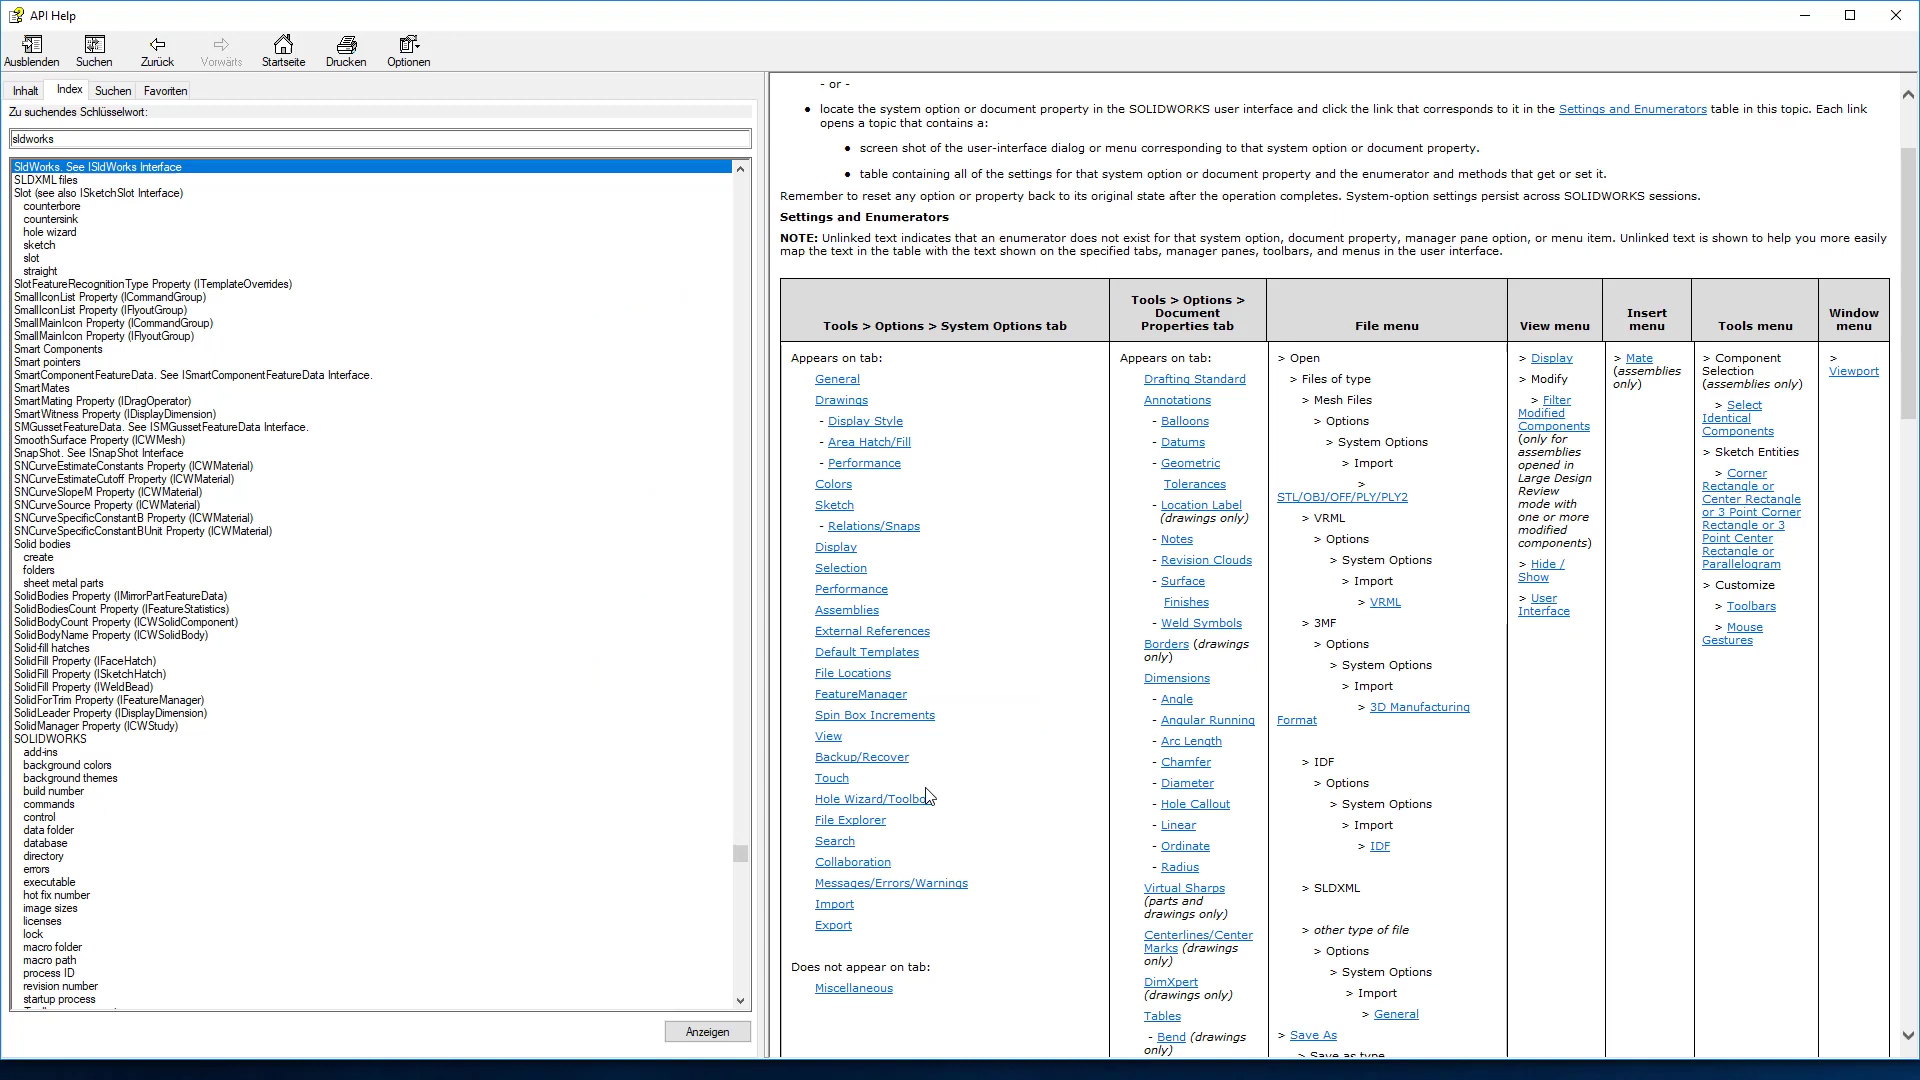 API Help
Ausblenden
Suchen
Zurück
Vorwärts
Startseite
Drucken
Optionen
Inhalt
Index
Suchen
Favoriten
Zu suchendes Schlüsselwort:
sldworks
SldWorks. See ISldWorks Interface
SLDXML files
Slot (see also ISketchSlot Interface)
counterbore
countersink
hole wizard
sketch
slot
straight
SlotFeatureRecognitionType Property (ITemplateOverrides)
SmallIconList Property (ICommandGroup)
SmallIconList Property (IFlyoutGroup)
SmallMainIcon Property (ICommandGroup)
SmallMainIcon Property (IFlyoutGroup)
Smart Components
Smart pointers
SmartComponentFeatureData. See ISmartComponentFeatureData Interface.
SmartMates
SmartMating Property (IDragOperator)
SmartWitness Property (IDisplayDimension)
SMGussetFeatureData. See ISMGussetFeatureData Interface.
SmoothSurface Property (ICWMesh)
SnapShot. See ISnapShot Interface
SNCurveEstimateConstants Property (ICWMaterial)
SNCurveEstimateCutoff Property (ICWMaterial)
SNCurveSlopeM Property (ICWMaterial)
SNCurveSource Property (ICWMaterial)
SNCurveSpecificConstantB Property (ICWMaterial)
SNCurveSpecificConstantBUnit Property (ICWMaterial)
Solid bodies
create
folders
sheet metal parts
SolidBodies Property (IMirrorPartFeatureData)
SolidBodiesCount Property (IFeatureStatistics)
SolidBodyCount Property (ICWSolidComponent)
SolidBodyName Property (ICWSolidBody)
Solid-fill hatches
SolidFill Property (IFaceHatch)
SolidFill Property (ISketchHatch)
SolidFill Property (IWeldBead)
SolidForTrim Property (IFeatureManager)
SolidLeader Property (IDisplayDimension)
SolidManager Property (ICWStudy)
SOLIDWORKS
add-ins
background colors
background themes
build number
commands
control
data folder
database
directory
errors
executable
hot fix number
image sizes
licenses
lock
macro folder
macro path
process ID
revision number
startup process
Anzeigen
- or -
• locate the system option or document property in the SOLIDWORKS user interface and click the link that corresponds to it in the Settings and Enumerators table in this topic. Each link
opens a topic that contains a:
• screen shot of the user-interface dialog or menu corresponding to that system option or document property.
• table containing all of the settings for that system option or document property and the enumerator and methods that get or set it.
Remember to reset any option or property back to its original state after the operation completes. System-option settings persist across SOLIDWORKS sessions.
Settings and Enumerators
NOTE: Unlinked text indicates that an enumerator does not exist for that system option, document property, manager pane option, or menu item. Unlinked text is shown to help you more easily
map the text in the table with the text shown on the specified tabs, manager panes, toolbars, and menus in the user interface.
Tools > Options > System Options tab
Tools > Options >
Document
Properties tab
File menu
View menu
Insert
menu
Tools menu
Window
menu
Appears on tab:
General
Drawings
- Display Style
- Area Hatch/Fill
- Performance
Colors
Sketch
- Relations/Snaps
Display
Selection
Performance
Assemblies
External References
Default Templates
File Locations
FeatureManager
Spin Box Increments
View
Backup/Recover
Touch
Hole Wizard/Toolbo
File Explorer
Search
Collaboration
Messages/Errors/Warnings
Import
Export
Does not appear on tab:
Miscellaneous
Appears on tab:
Drafting Standard
Annotations
- Balloons
- Datums
- Geometric
Tolerances
- Location Label
(drawings only)
- Notes
- Revision Clouds
- Surface
Finishes
- Weld Symbols
Borders (drawings
only)
Dimensions
- Angle
- Angular Running
- Arc Length
- Chamfer
- Diameter
- Hole Callout
- Linear
- Ordinate
- Radius
Virtual Sharps
(parts and
drawings only)
Centerlines/Center
Marks (drawings
only)
DimXpert
(drawings only)
Tables
- Bend (drawings
only)
> Open
> Files of type
> Mesh Files
> Options
> System Options
> Import
>
STL/OBJ/OFF/PLY/PLY2
> VRML
> Options
> System Options
> Import
> VRML
> 3MF
> Options
> System Options
> Import
> 3D Manufacturing
Format
> IDF
> Options
> System Options
> Import
> IDF
> SLDXML
> other type of file
> Options
> System Options
> Import
> General
> Save As
> Save as type
> Display
> Modify
> Filter
Modified
Components
(only for
assemblies
opened in
Large Design
Review
mode with
one or more
modified
components)
> Hide /
Show
> User
Interface
> Mate
(assemblies
only)
> Component
Selection
(assemblies only)
> Select
Identical
Components
> Sketch Entities
> Corner
Rectangle or
Center Rectangle
or 3 Point Corner
Rectangle or 3
Point Center
Rectangle or
Parallelogram
> Customize
> Toolbars
> Mouse
Gestures
>
Viewport